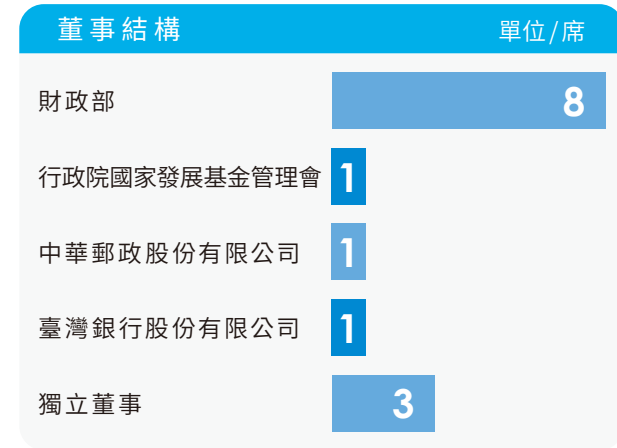 董事結構 單位/席
財政部 8
行政院國家發展基金管理會 1
中華郵政股份有限公司 1
臺灣銀行股份有限公司 1
獨立董事 3